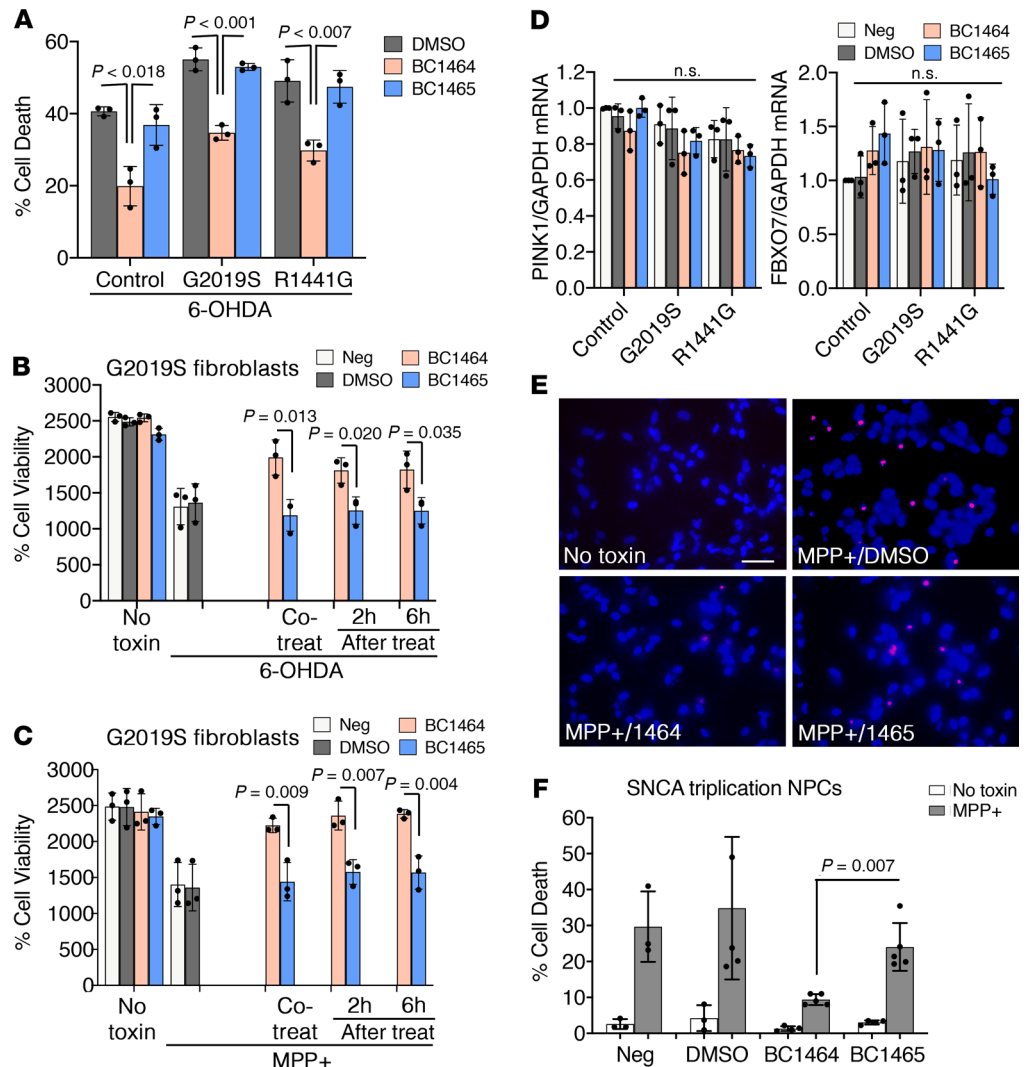 A
P < 0.001
P < 0.007
P < 0.018
DMSO
BC1464
BC1465
% Cell Death
60
40
20
0
Control G2019S R1441G
6-OHDA
B
G2019S fibroblasts
Neg
DMSO
BC1464
BC1465
% Cell Viability
3000
2500
2000
1500
1000
500
0
P = 0.013
P = 0.020
P = 0.035
No toxin
Co-treat
2h
6h
After treat
6-OHDA
C
G2019S fibroblasts
Neg
DMSO
BC1464
BC1465
% Cell Viability
3000
2500
2000
1500
1000
500
0
P = 0.009
P = 0.007
P = 0.004
No toxin
Co-treat
2h
6h
After treat
MPP+
D
Neg
DMSO
BC1464
BC1465
PINK1/GAPDH mRNA
1.2
1.0
0.8
0.6
0.4
0.2
0.0
n.s.
Control
G2019S
R1441G
FBXO7/GAPDH mRNA
2.0
1.5
1.0
0.5
0.0
n.s.
Control
G2019S
R1441G
E
No toxin
MPP+/DMSO
MPP+/1464
MPP+/1465
F
SNCA triplication NPCs
No toxin
MPP+
% Cell Death
60
50
40
30
20
10
0
P = 0.007
Neg DMSO BC1464 BC1465